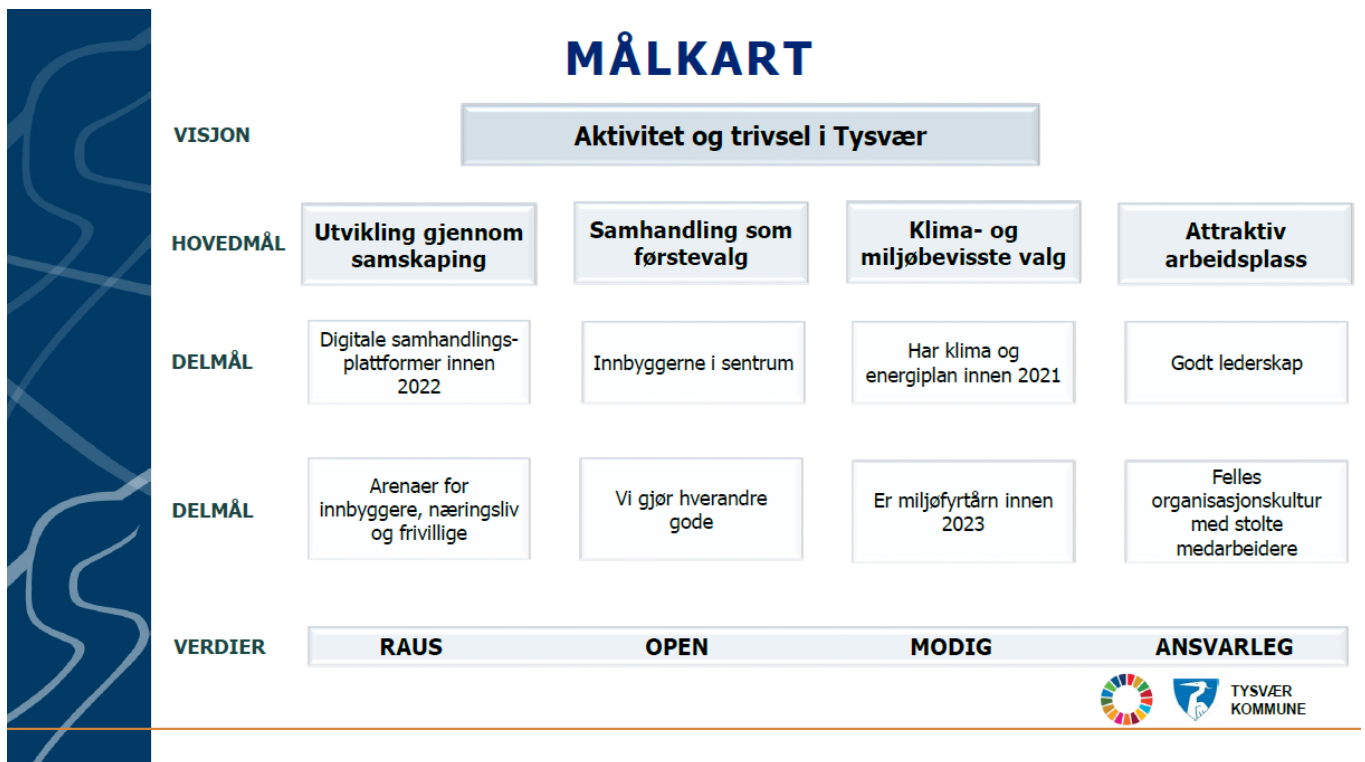 MÅLKART
VISJON
Aktivitet og trivsel i Tysvær
HOVEDMÅL
Utvikling gjennom
samskaping
Samhandling som
førstevalg
Klima- og
miljøbevisste valg
Attraktiv
arbeidsplass
DELMÅL
Digitale samhandlings-
plattformer innen
2022
Innbyggerne i sentrum
Har klima og
energiplan innen 2021
Godt lederskap
DELMÅL
Arenaer for
innbyggere, næringsliv
og frivillige
Vi gjør hverandre
gode
Er miljøfyrtårn innen
2023
Felles
organisasjonskultur
med stolte
medarbeidere
VERDIER
RAUS
OPEN
MODIG
ANSVARLEG
TYSVÆR
KOMMUNE